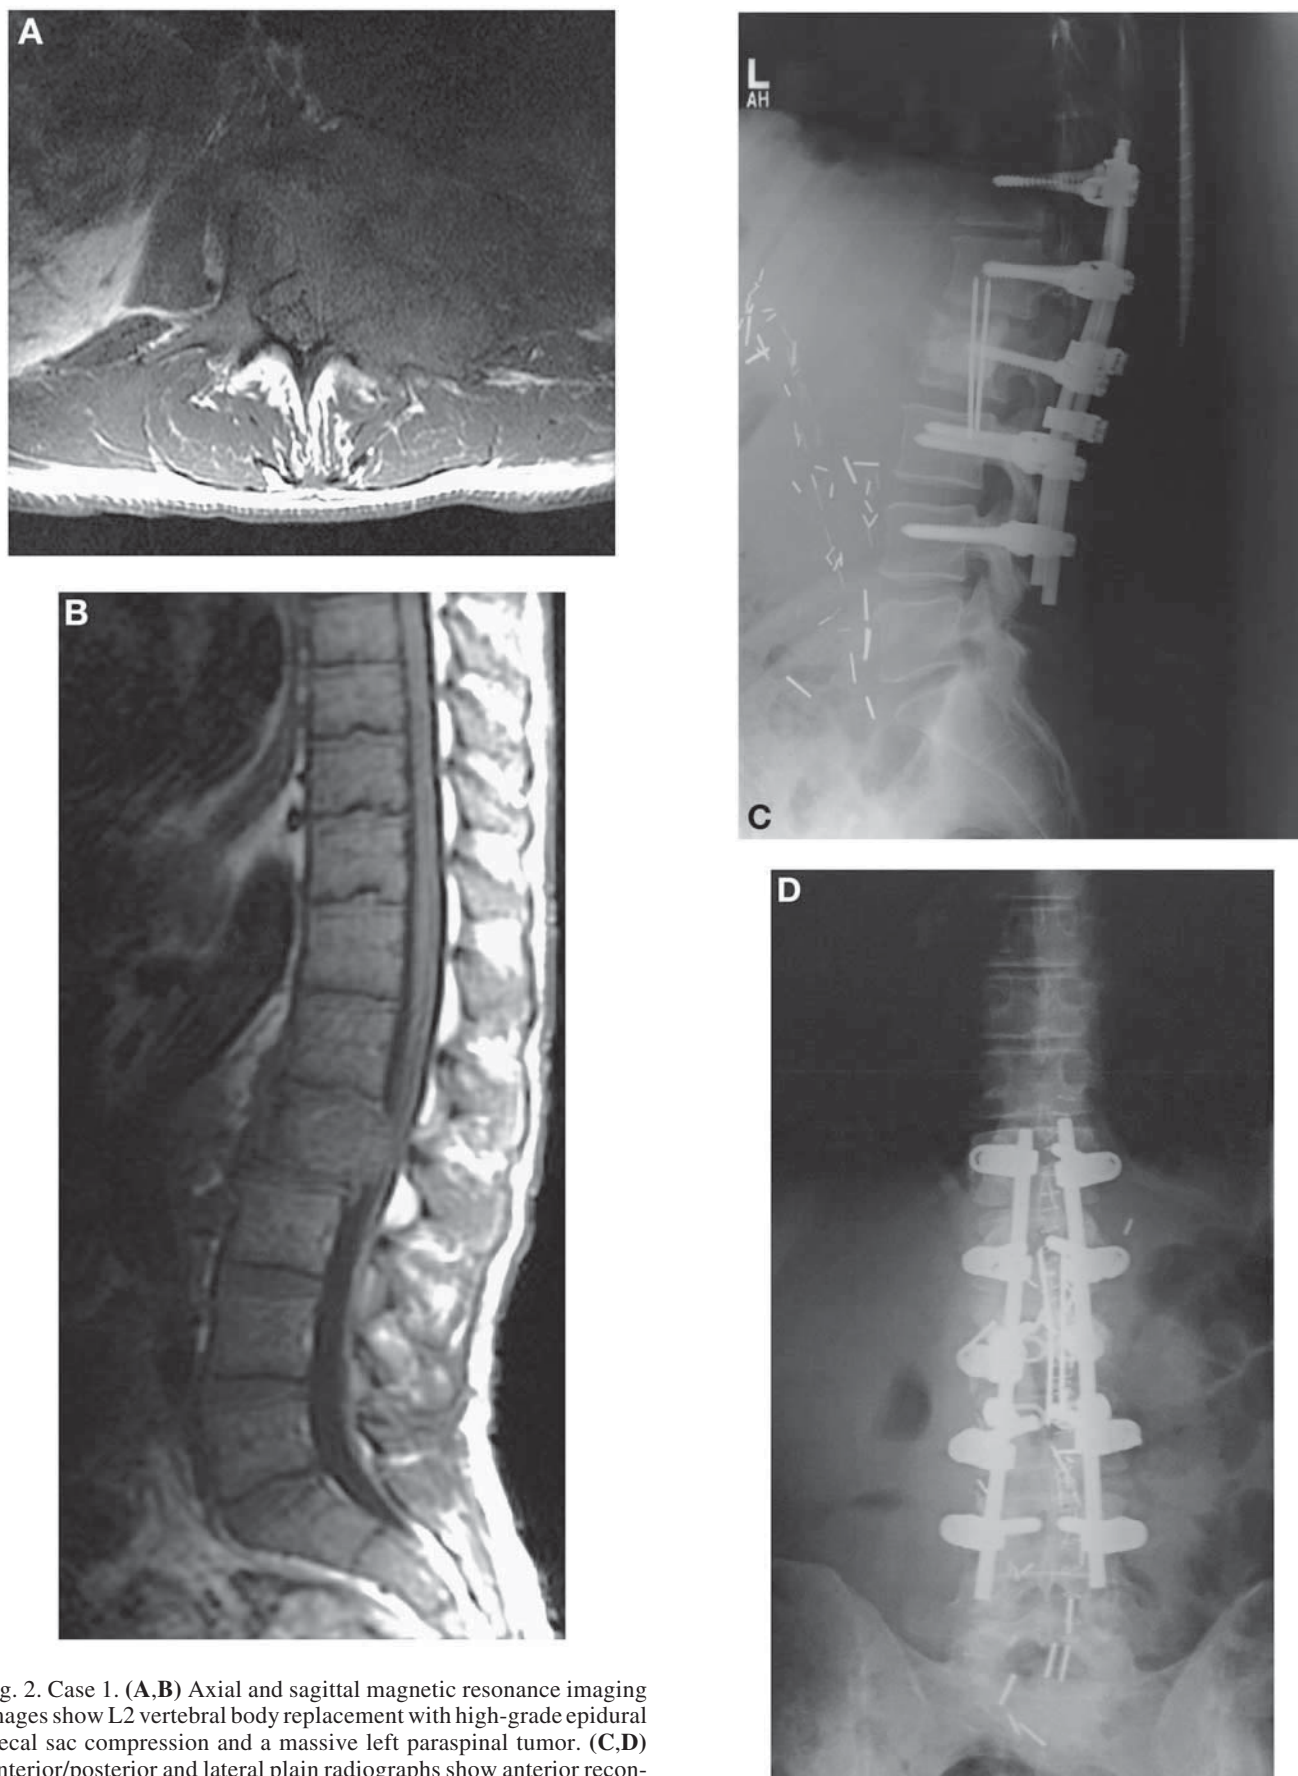 A
L
AH
B
C
D
g. 2. Case 1. (A,B) Axial and sagittal magnetic resonance imaging
ages show L2 vertebral body replacement with high-grade epidural
ecal sac compression and a massive left paraspinal tumor. (C,D)
nterior/posterior and lateral plain radiographs show anterior recon-